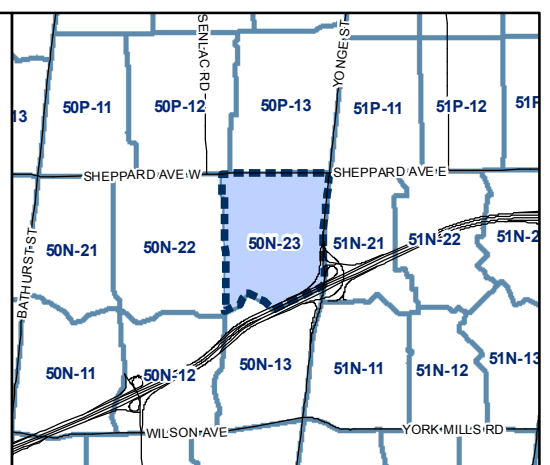 SENLAC RD
YONGE ST
13
50P-11
50P-12
50P-13
51P-11
51P-12
51P
SHEPPARD AVE W
SHEPPARD AVE E
BATHURST ST
50N-21
50N-22
50N-23
51N-21
51N-22
51N-2
50N-11
50N-12
50N-13
51N-11
51N-12
51N-13
WILSON AVE
YORK MILLS RD